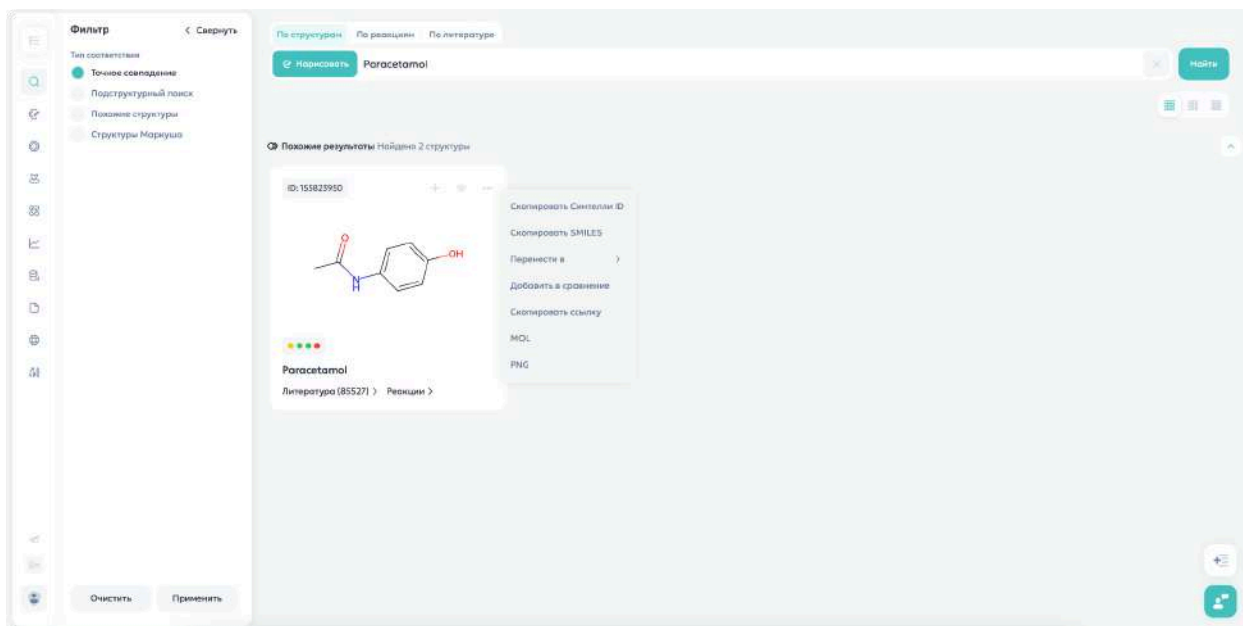 Фильтр
Свернуть
Тип соответствия
Точное совпадение
Подструктурный поиск
Похожие структуры
Структуры Маркуша
Очистить
Применить
По структурам
По реакциям
По литературе
Нарисовать
Paracetamol
Найти
Похожие результаты Найдено 2 структуры
ID: 155823950
O
OH
N
H
Paracetamol
Литература (85527) > Реакции >
Скопировать Синтелли ID
Скопировать SMILES
Перенести в >
Добавить в сравнение
Скопировать ссылку
MOL
PNG